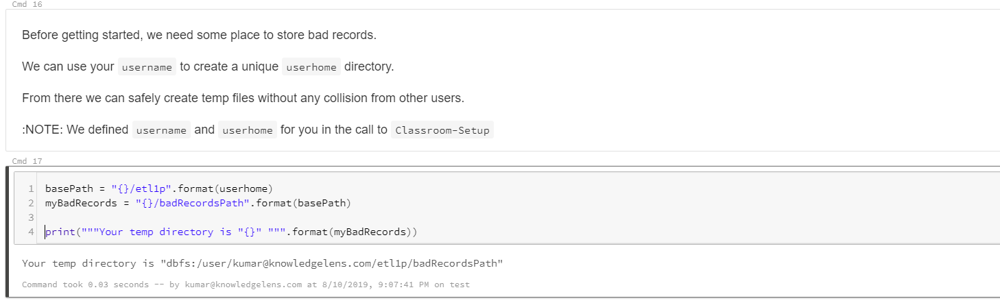 Cmd 16
Before getting started, we need some place to store bad records.
We can use your username to create a unique userhome directory.
From there we can safely create temp files without any collision from other users.
:NOTE: We defined username and userhome for you in the call to Classroom-Setup
Cmd 17
1 basePath = "{}/etl1p".format(userhome)
2 myBadRecords = "{}/badRecordsPath".format(basePath)
3
4 print("""Your temp directory is "{}" """.format(myBadRecords))
Your temp directory is "dbfs:/user/kumar@knowledgelens.com/etl1p/badRecordsPath"
Command took 0.03 seconds -- by kumar@knowledgelens.com at 8/10/2019, 9:07:41 PM on test